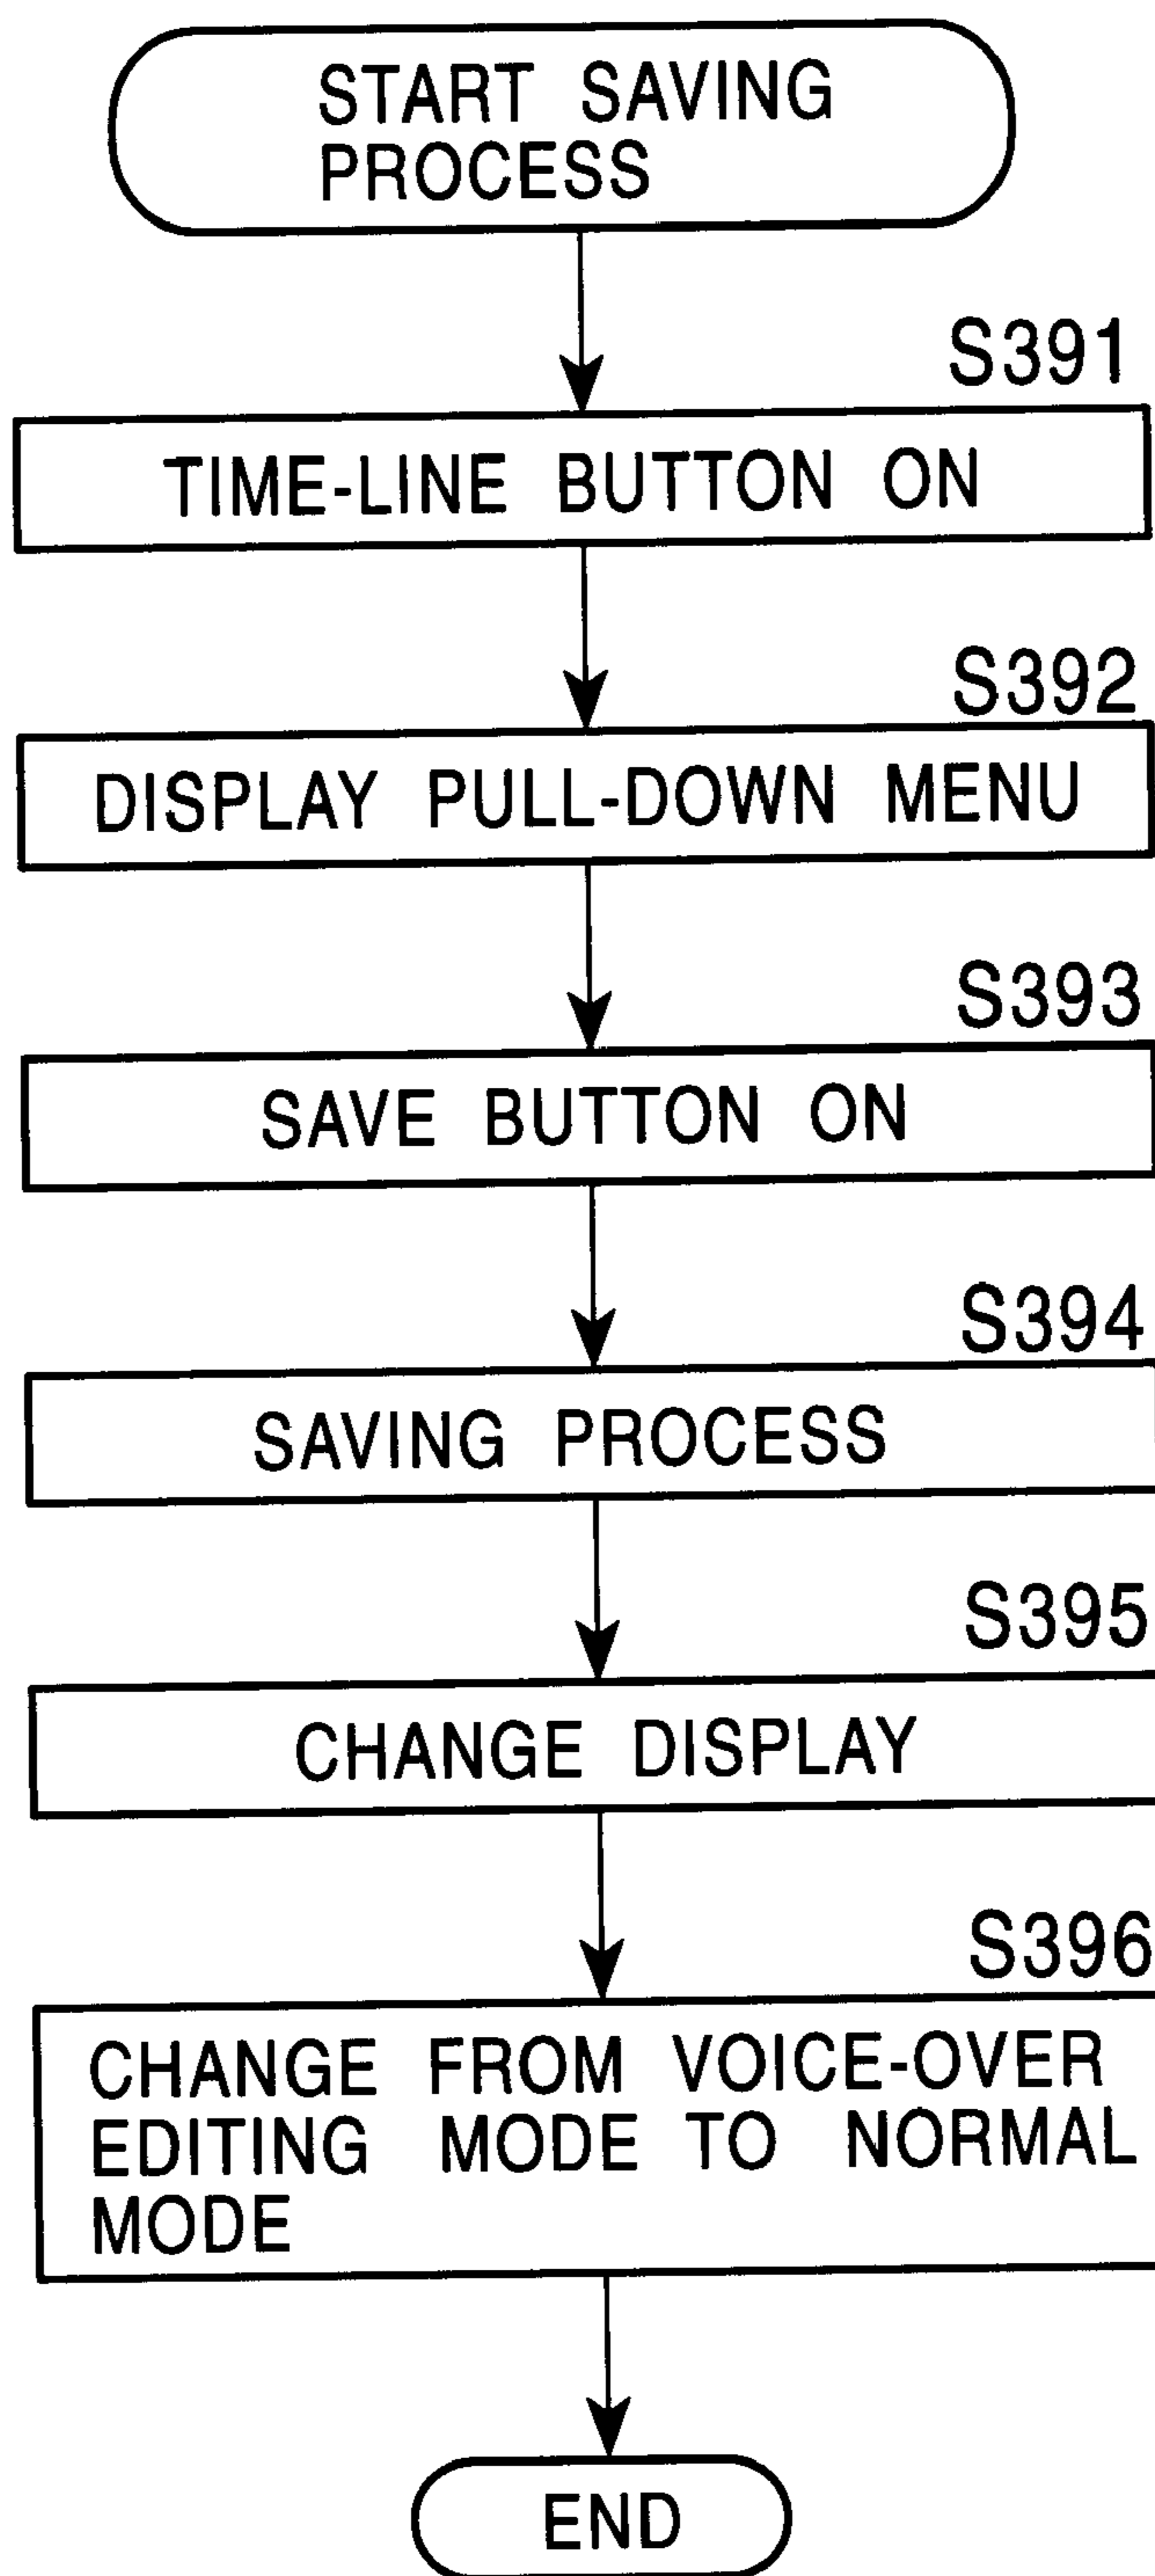 START SAVING
PROCESS
S391
TIME-LINE BUTTON ON
S392
DISPLAY PULL-DOWN MENU
S393
SAVE BUTTON ON
S394
SAVING PROCESS
S395
CHANGE DISPLAY
S396
CHANGE FROM VOICE-OVER
EDITING MODE TO NORMAL
MODE
END